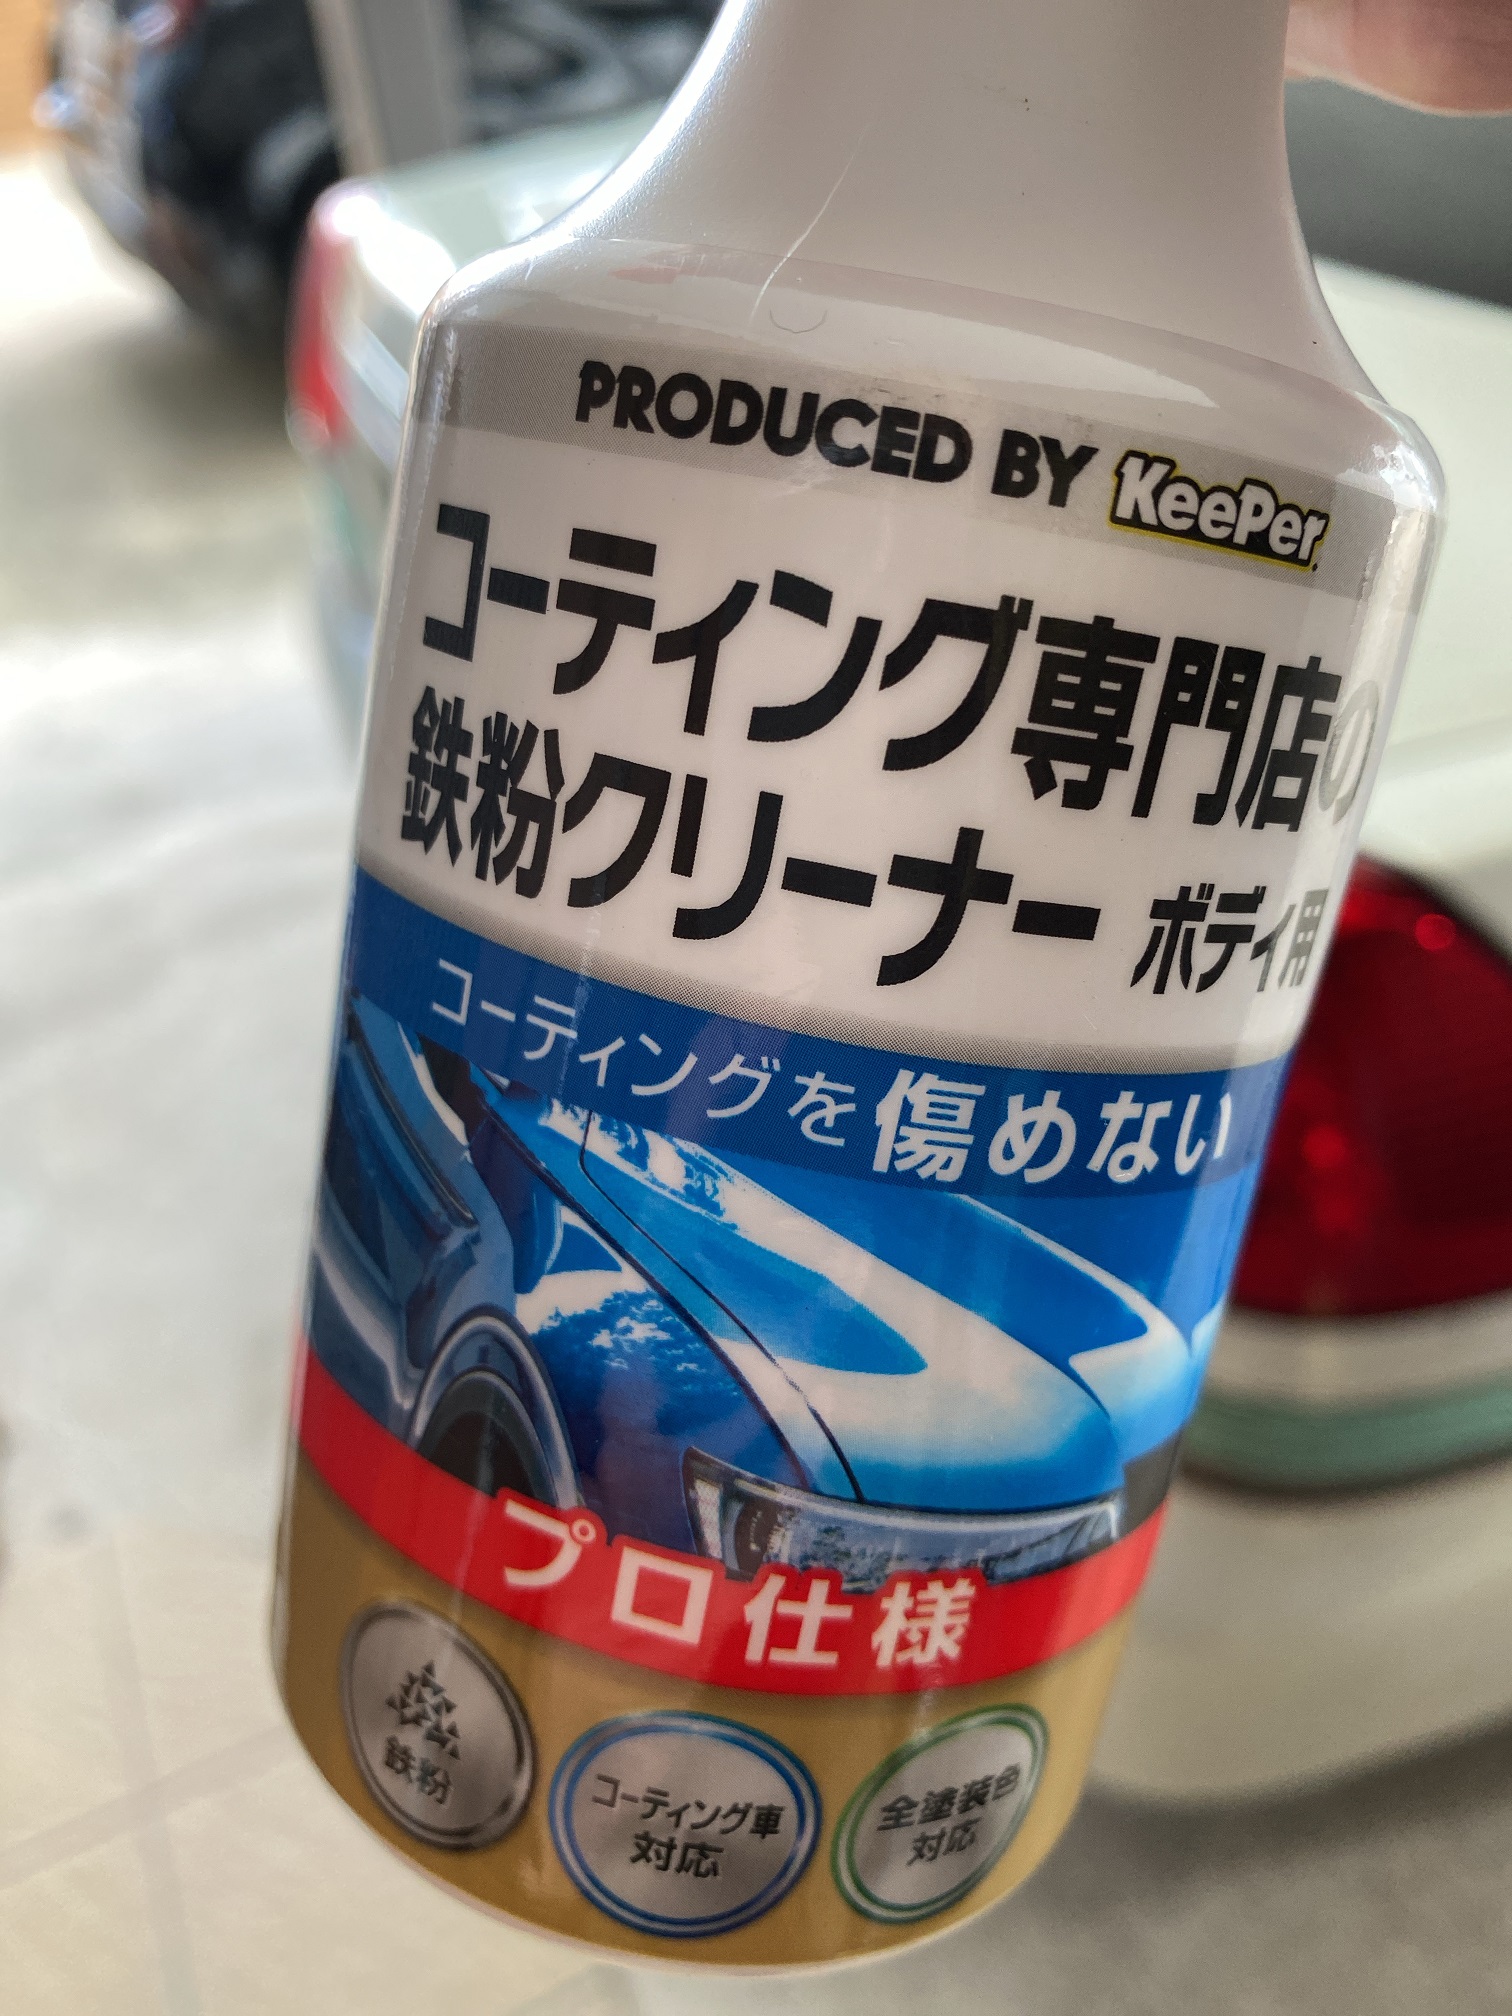 PRODUCED BY KeePer
コーティング専門店の
鉄粉クリーナー ボディ用
コーティングを傷めない
プロ仕様
鉄粉
コーティング車
対応
全塗装色
対応